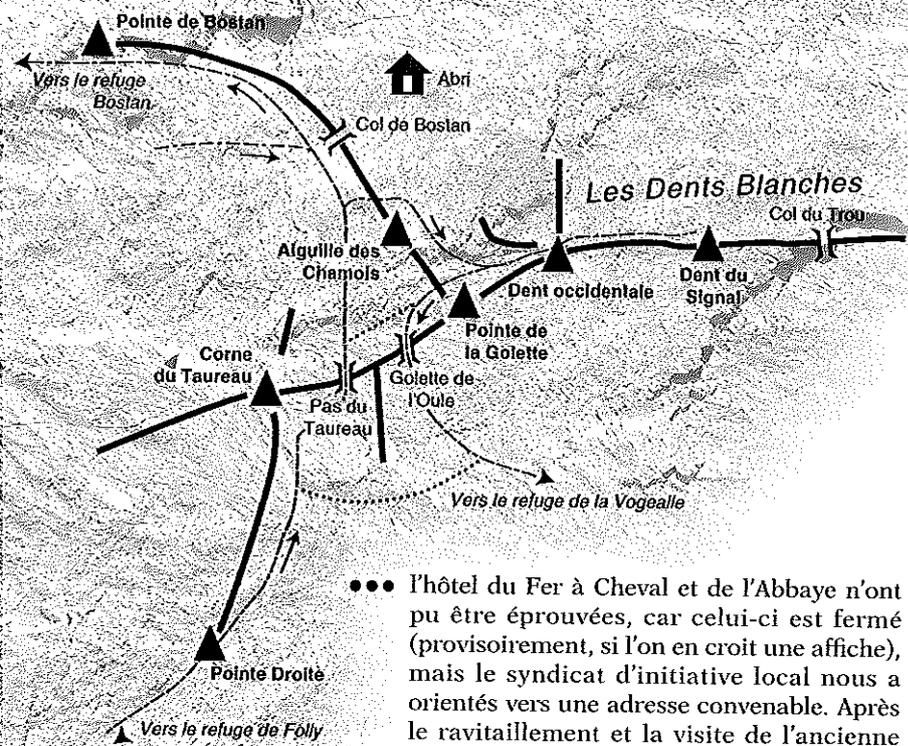 Pointe de Bostan
Vers le refuge
Bostan
Abri
Col de Bostan
Les Dents Blanches
Col du Trou
Aiguille des
Chamois
Dent occidentale
Dent du
Signal
Pointe de
la Golette
Corne
du Taureau
Golette de
l'Oule
Pas du
Taureau
Vers le refuge de la Vogealle
Pointe Droite
Vers le refuge de Folly
••• l'hôtel du Fer à Cheval et de l'Abbaye n'ont
pu être éprouvées, car celui-ci est fermé
(provisoirement, si l'on en croit une affiche),
mais le syndicat d'initiative local nous a
orientés vers une adresse convenable. Après
le ravitaillement et la visite de l'ancienne